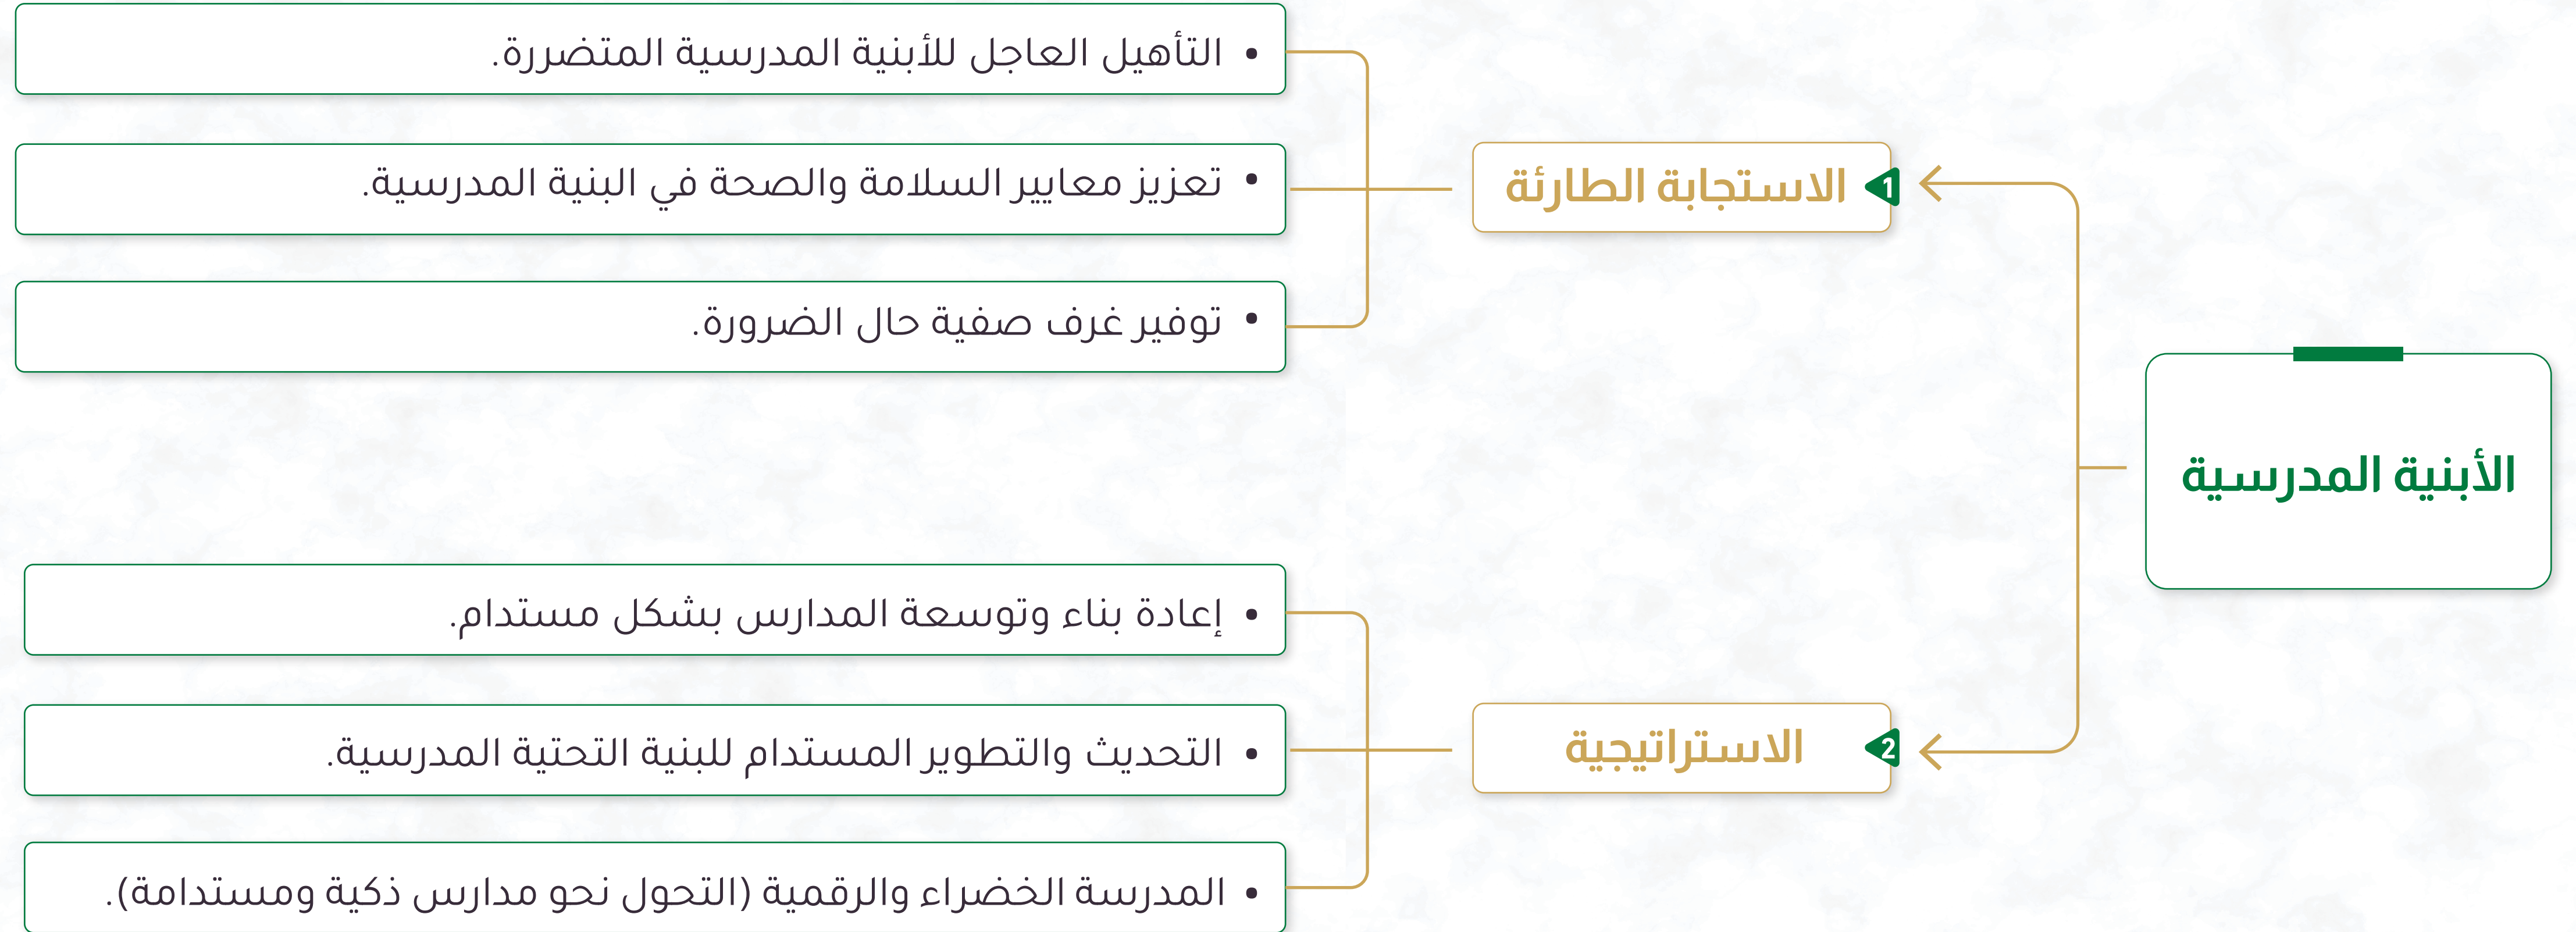 الأبنية المدرسية
1
الاستجابة الطارئة
• التأهيل العاجل للأبنية المدرسية المتضررة.
• تعزيز معايير السلامة والصحة في البنية المدرسية.
• توفير غرف صفية حال الضرورة.
2
الاستراتيجية
• إعادة بناء وتوسعة المدارس بشكل مستدام.
• التحديث والتطوير المستدام للبنية التحتية المدرسية.
• المدرسة الخضراء والرقمية (التحول نحو مدارس ذكية ومستدامة).